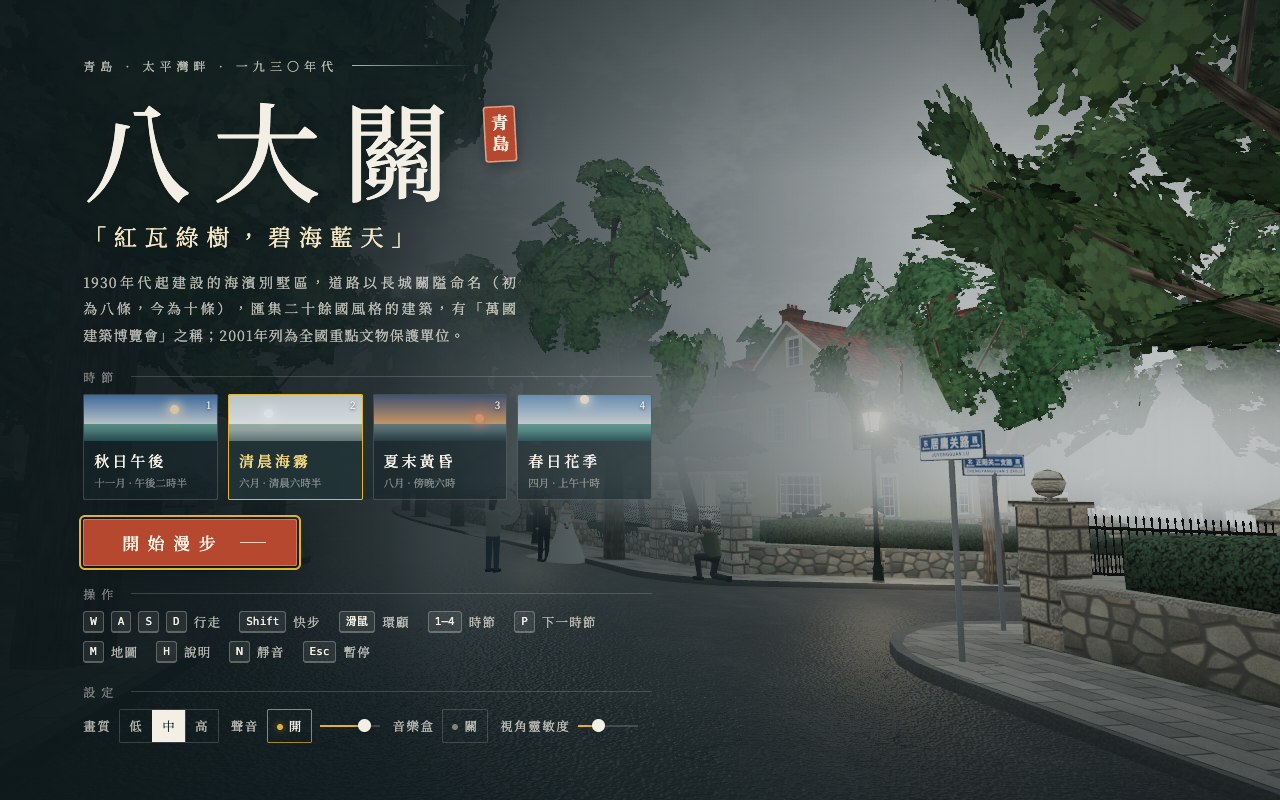 青島 · 太平灣畔 · 一九三〇年代
八大關
青島
「紅瓦綠樹，碧海藍天」
1930年代起建設的海濱別墅區，道路以長城關隘命名（初
為八條，今為十條），匯集二十餘國風格的建築，有「萬國
建築博覽會」之稱；2001年列為全國重點文物保護單位。
時節
1
秋日午後
十一月 · 午後二時半
2
清晨海霧
六月 · 清晨六時半
3
夏末黃昏
八月 · 傍晚六時
4
春日花季
四月 · 上午十時
開始漫步
操作
W A S D 行走 Shift 快步 滑鼠 環顧 1–4 時節 P 下一時節
M 地圖 H 說明 N 靜音 Esc 暫停
設定
畫質 低 中 高 聲音 開 音樂盒 關 視角靈敏度
东 居庸关路 西
JUYONGGUAN LU